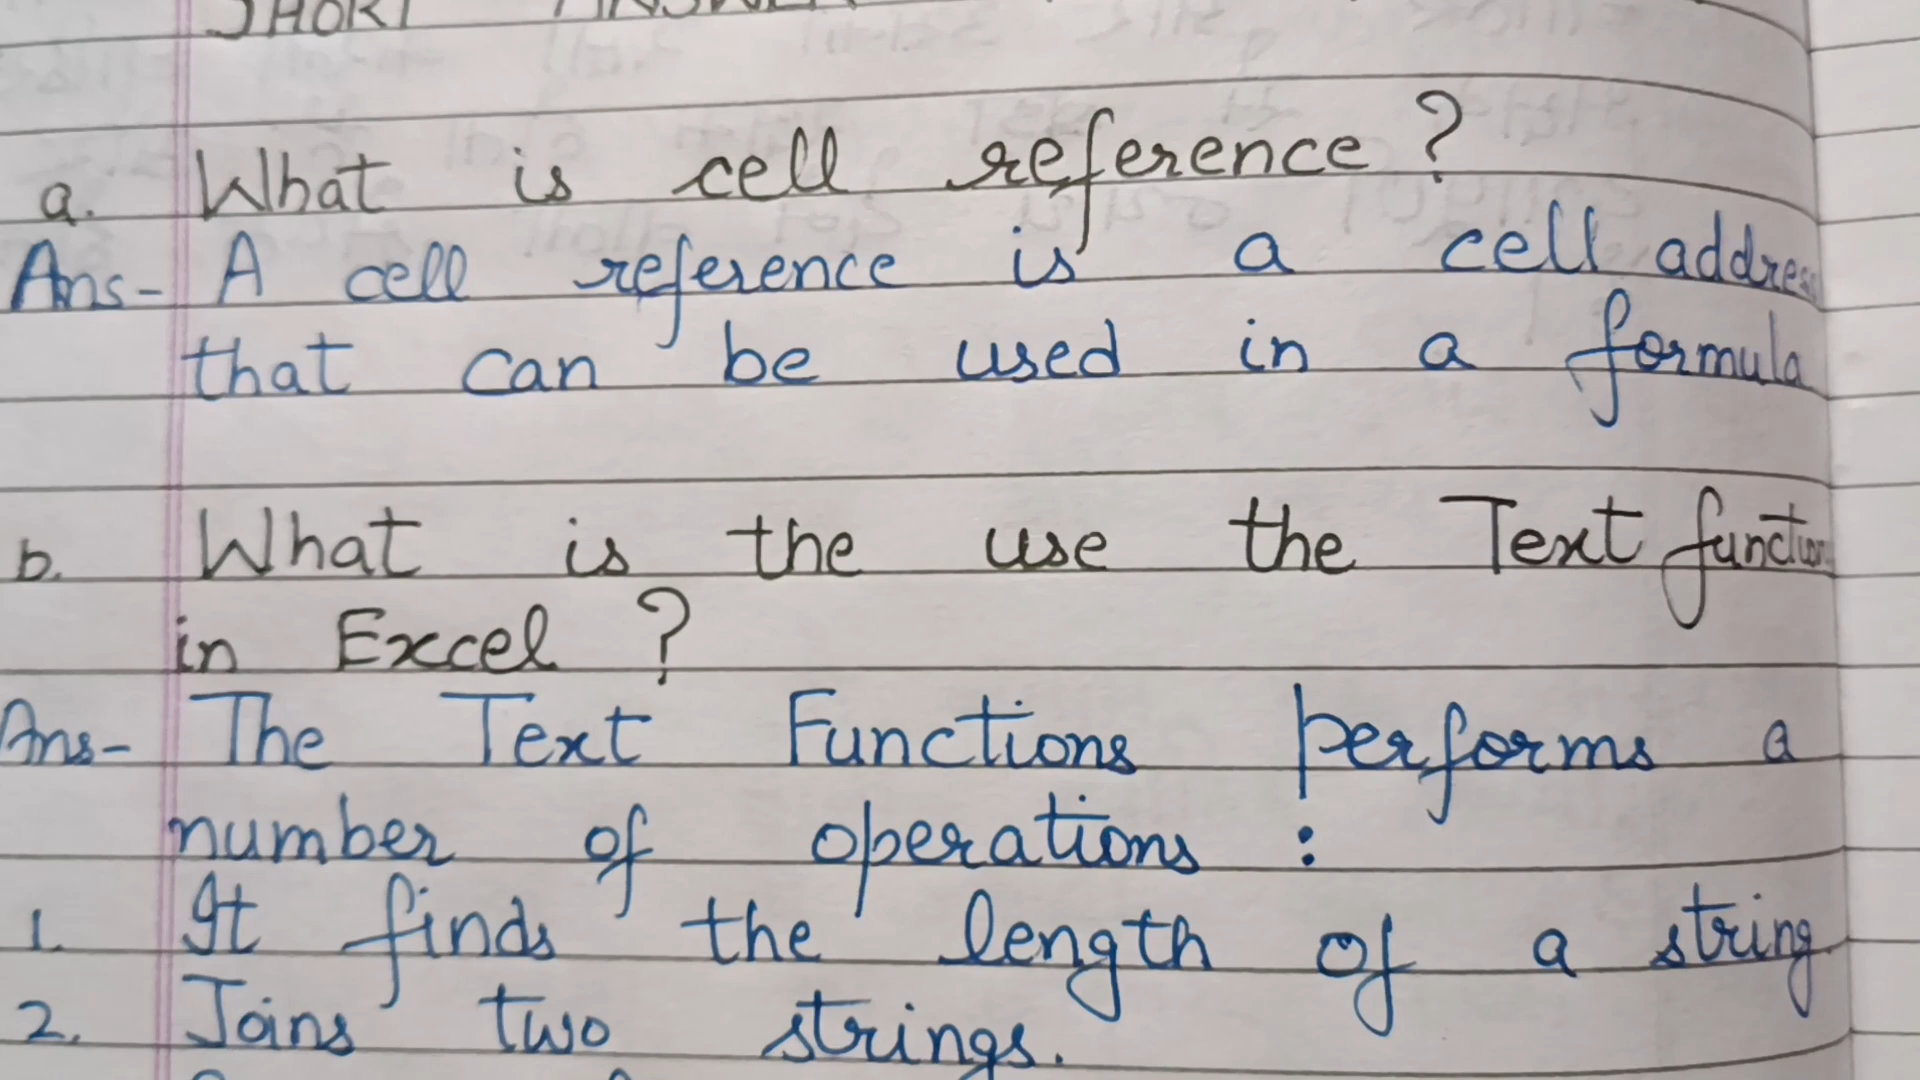 SHORT ANSWER
a. What is cell reference ?
Ans- A cell reference is a cell address
that can be used in a formula
b. What is the use the Text function
in Excel ?
Ans- The Text Functions performs a
number of operations :
1. It finds the length of a string
2. Joins two strings.